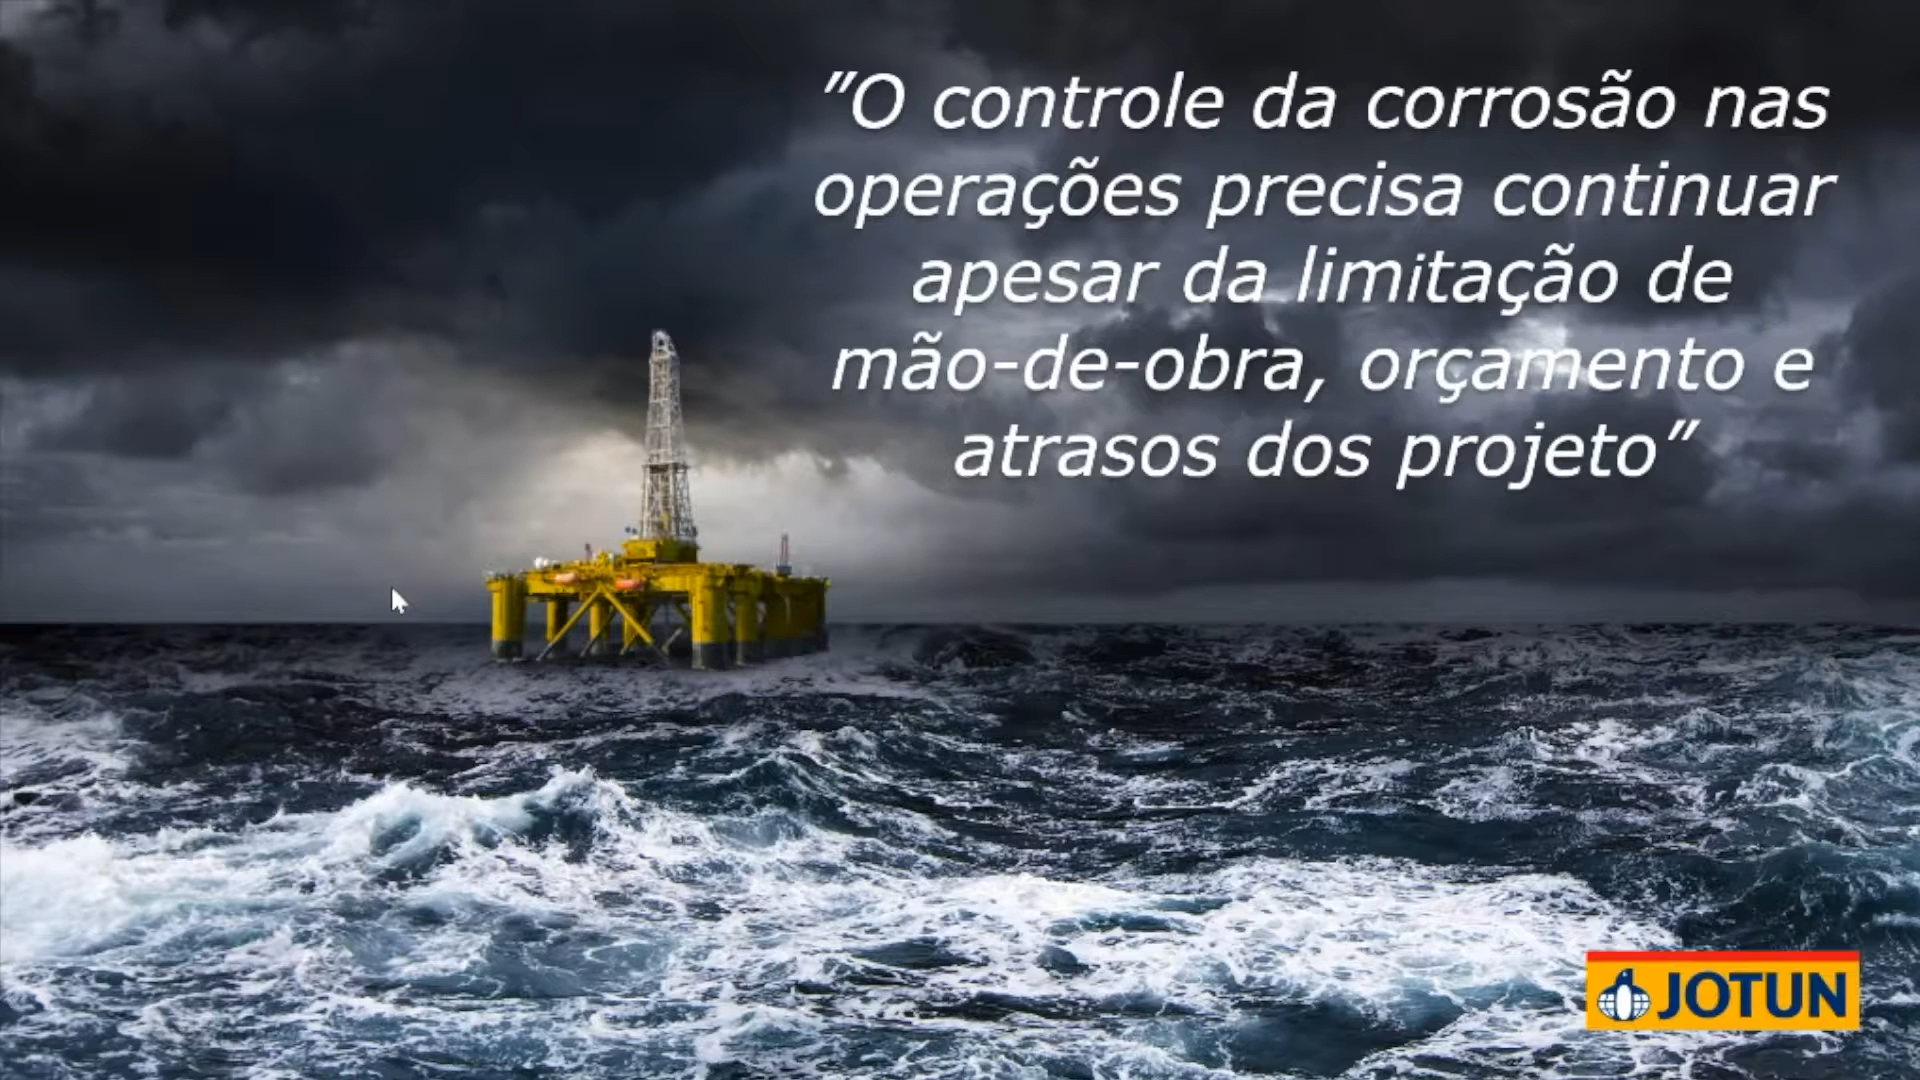 "O controle da corrosão nas
operações precisa continuar
apesar da limitação de
mão-de-obra, orçamento e
atrasos dos projeto"
JOTUN